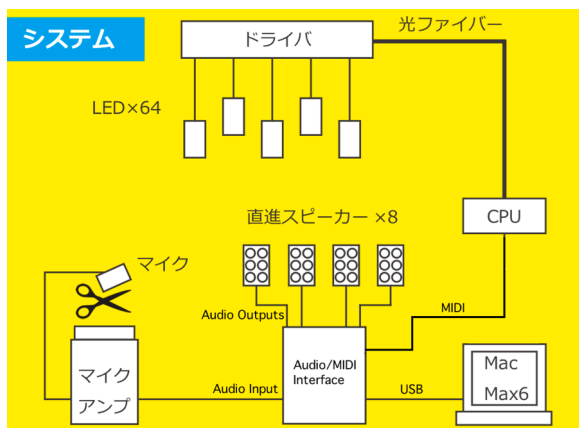 システム
ドライバ
光ファイバー
LED×64
直進スピーカー ×8
CPU
マイク
Audio Outputs
MIDI
マイク
アンプ
Audio Input
Audio/MIDI
Interface
USB
Mac
Max6